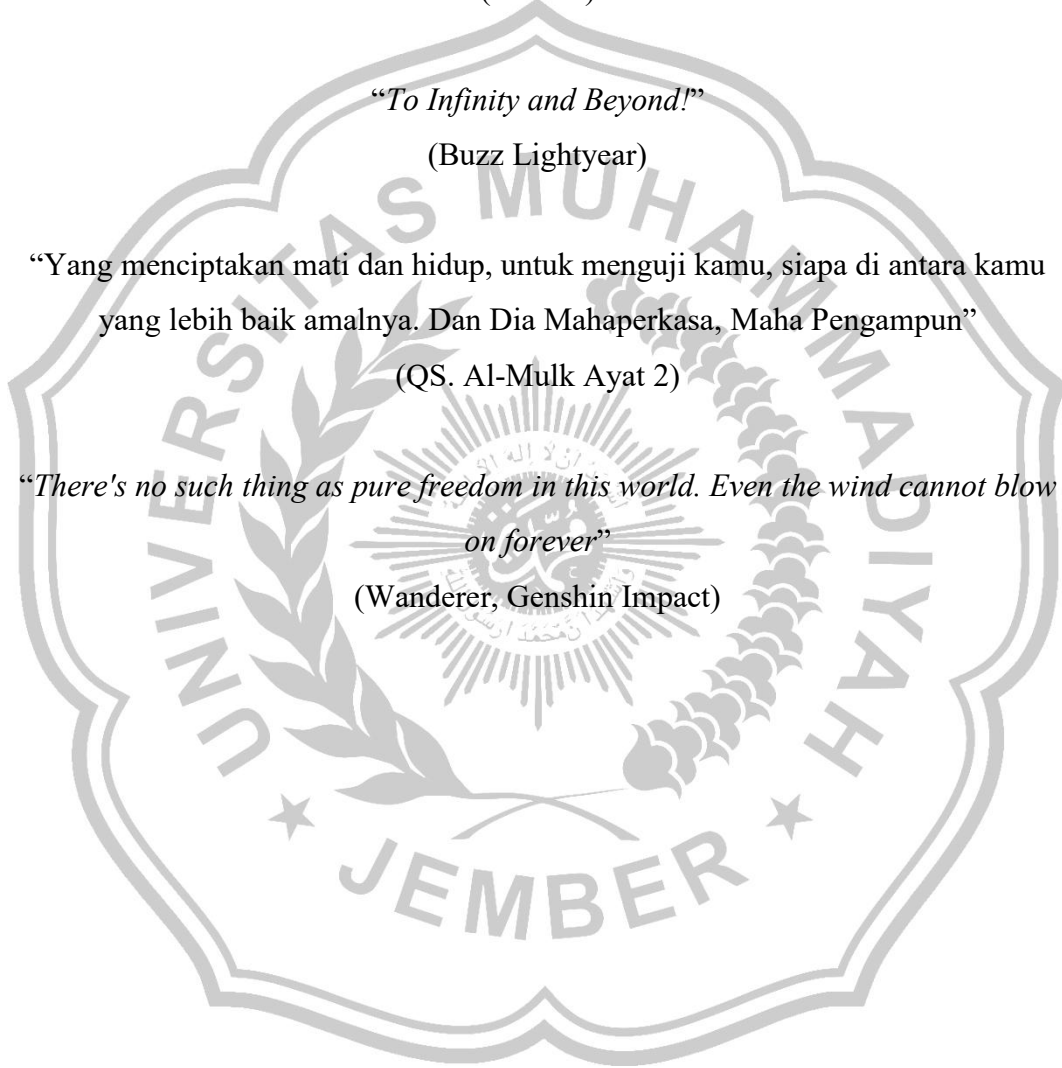 “To Infinity and Beyond!”
(Buzz Lightyear)
“Yang menciptakan mati dan hidup, untuk menguji kamu, siapa di antara kamu
yang lebih baik amalnya. Dan Dia Mahaperkasa, Maha Pengampun”
(QS. Al-Mulk Ayat 2)
“There's no such thing as pure freedom in this world. Even the wind cannot blow
on forever”
(Wanderer, Genshin Impact)
UNIVERSITAS MUHAMMADIYAH
JEMBER